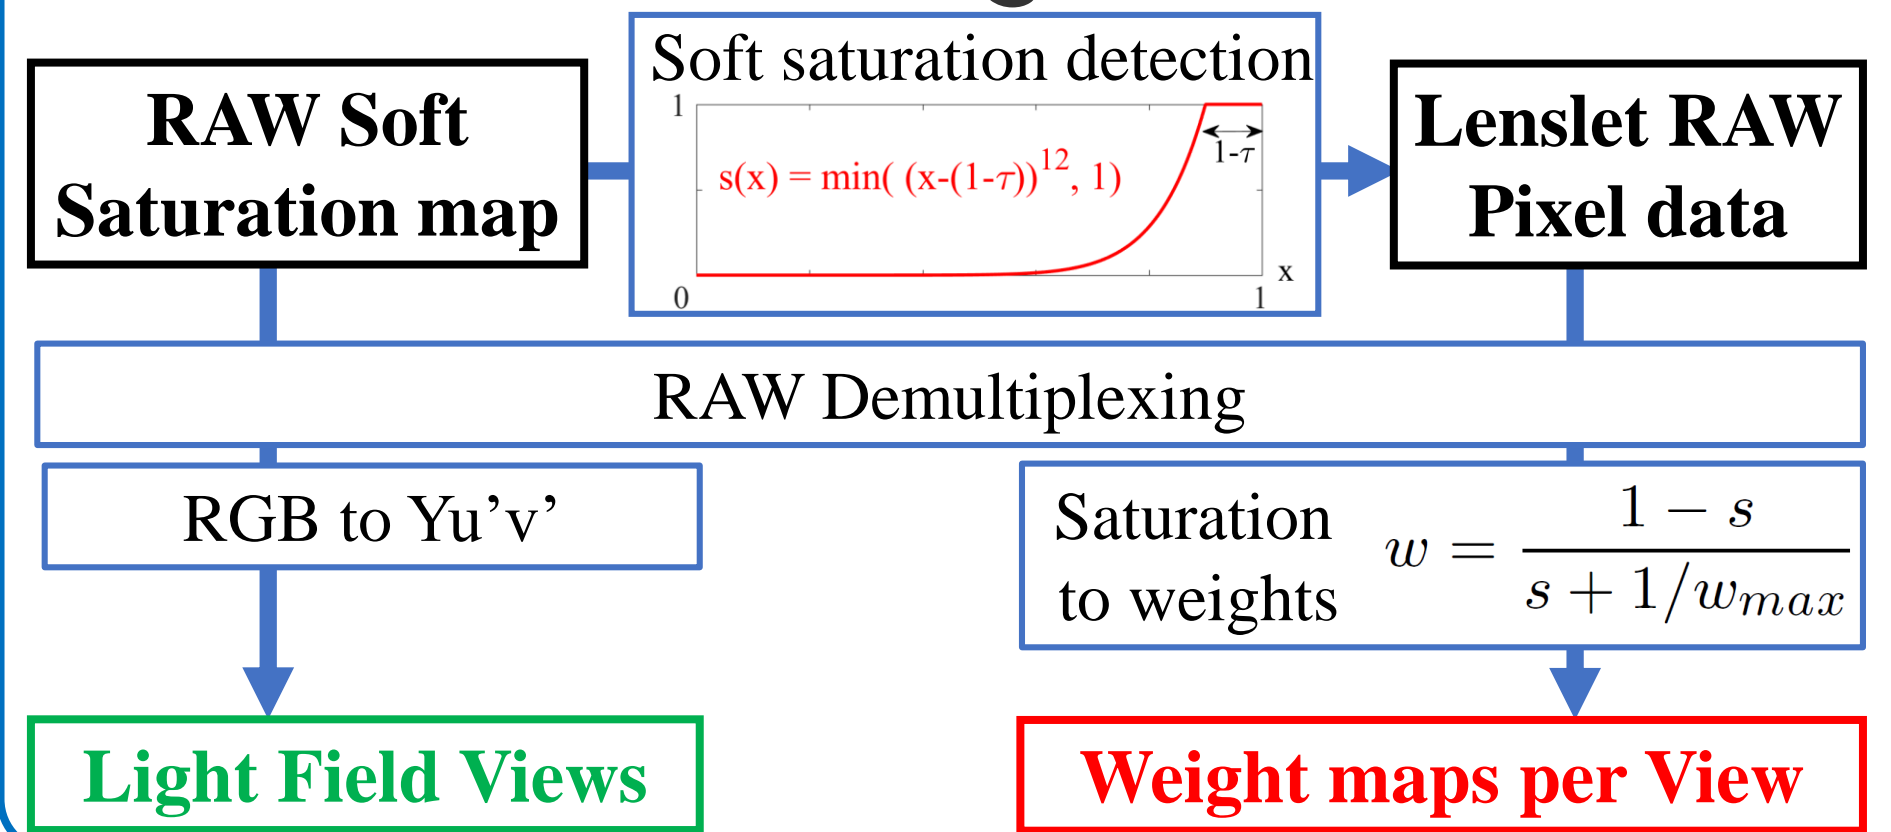 Soft saturation detection
RAW Soft
Saturation map
1
1-τ
s(x) = min( (x-(1-τ))^12, 1)
x
0
1
Lenslet RAW
Pixel data
RAW Demultiplexing
RGB to Yu’v’
Saturation
to weights
w = (1 − s) / (s + 1/w_max)
Light Field Views
Weight maps per View